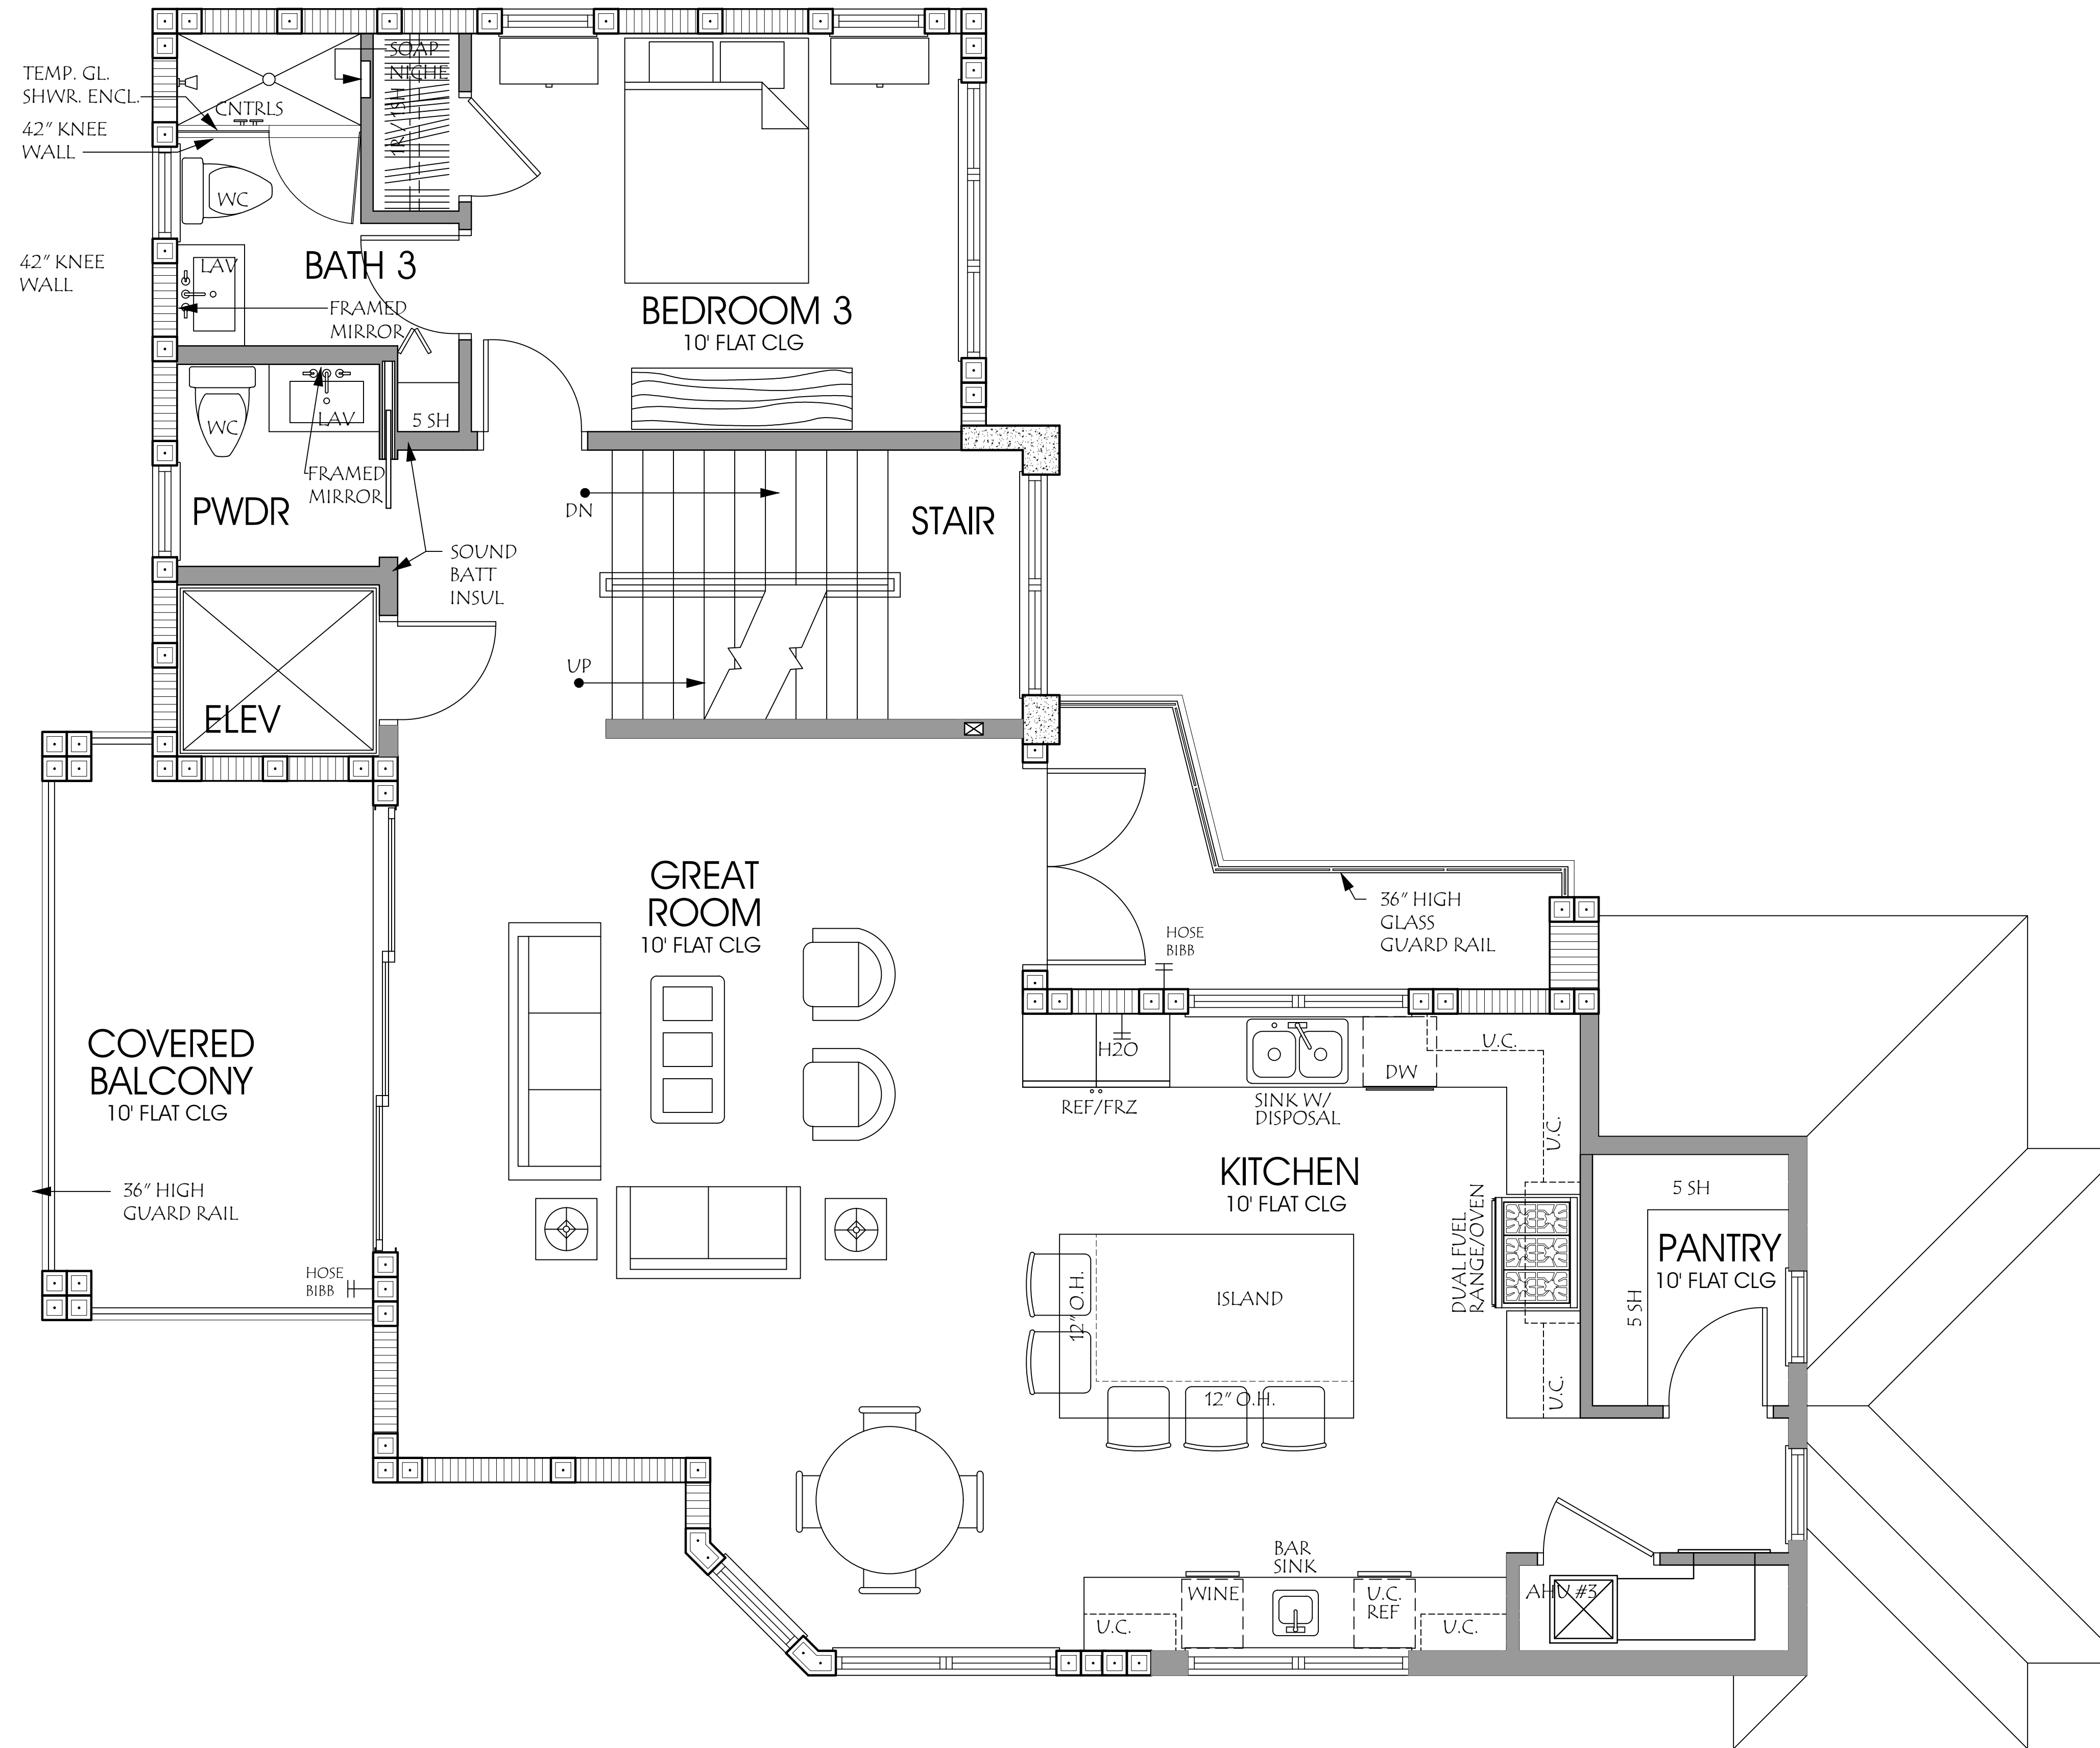 SOAP
NICHE
TEMP. GL.
SHWR. ENCL.
CNTRLS
1R / 1SH
42" KNEE
WALL
WC
42" KNEE
WALL
LAV
BATH 3
FRAMED
MIRROR
BEDROOM 3
10' FLAT CLG
WC
LAV
5 SH
FRAMED
MIRROR
PWDR
DN
STAIR
SOUND
BATT
INSUL
UP
ELEV
GREAT
ROOM
10' FLAT CLG
36" HIGH
GLASS
GUARD RAIL
HOSE
BIBB
COVERED
BALCONY
10' FLAT CLG
H2O
REF/FRZ
SINK W/
DISPOSAL
DW
U.C.
U.C.
KITCHEN
10' FLAT CLG
36" HIGH
GUARD RAIL
HOSE
BIBB
DUAL FUEL
RANGE/OVEN
5 SH
PANTRY
10' FLAT CLG
5 SH
ISLAND
12" O.H.
12" O.H.
U.C.
BAR
SINK
WINE
U.C.
REF
U.C.
U.C.
AHU #3